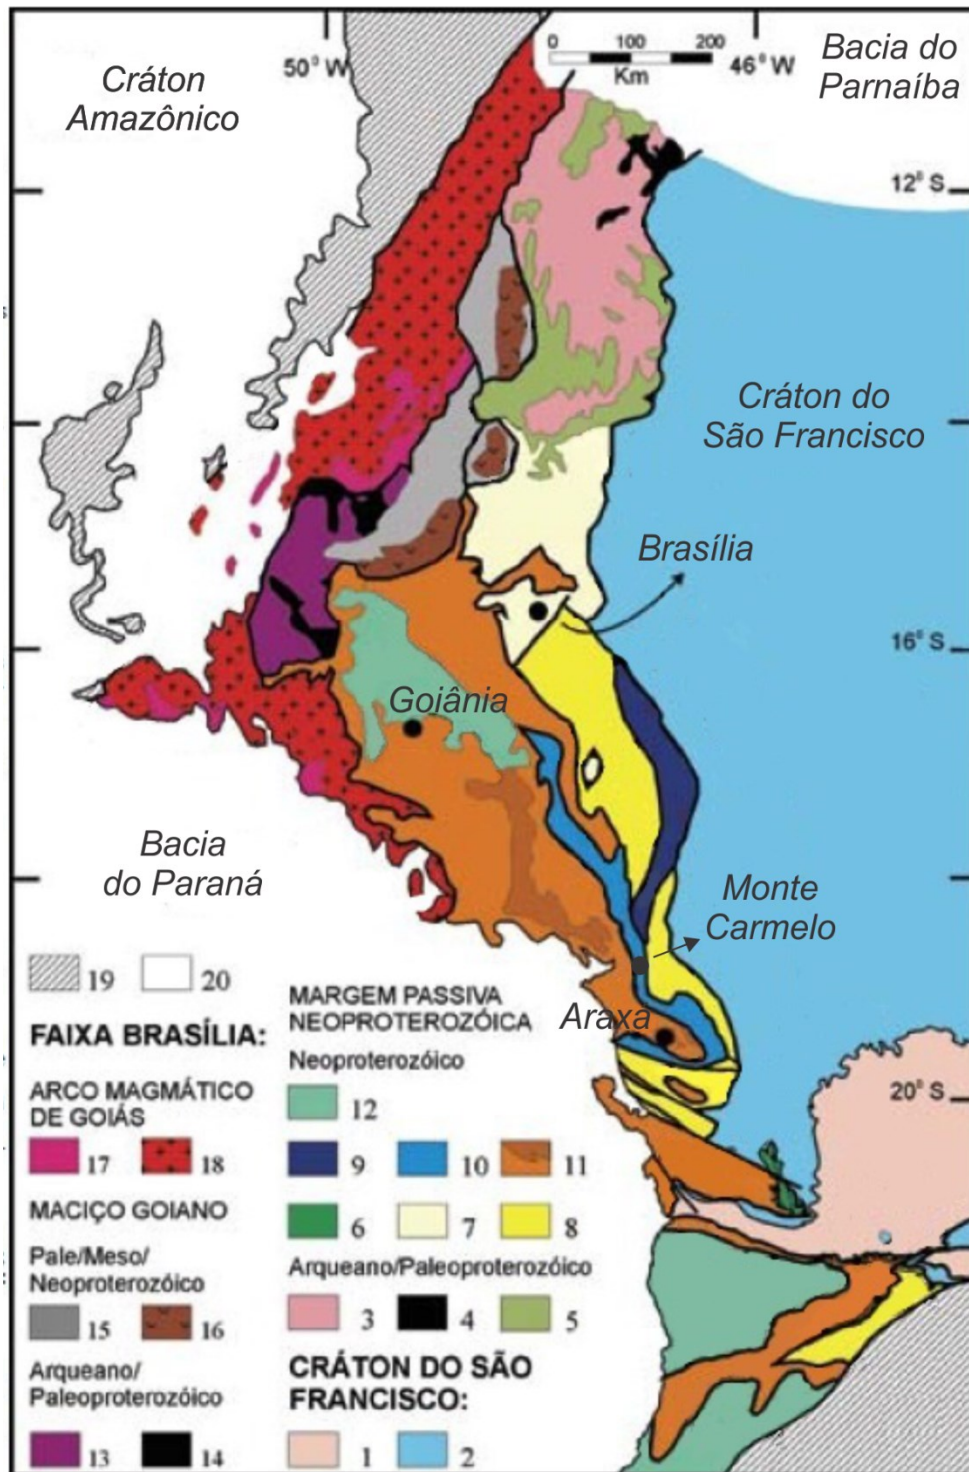 Cráton
Amazônico
50° W
0 100 200
Km
46° W
Bacia do
Parnaíba
12° S
Cráton do
São Francisco
Brasília
16° S
Goiânia
Bacia
do Paraná
Monte
Carmelo
Araxa
20° S
19 20
FAIXA BRASÍLIA:
ARCO MAGMÁTICO
DE GOIÁS
17 18
MACIÇO GOIANO
Pale/Meso/
Neoproterozóico
15 16
Arqueano/
Paleoproterozóico
13 14
MARGEM PASSIVA
NEOPROTEROZÓICA
Neoproterozóico
12
9 10 11
6 7 8
Arqueano/Paleoproterozóico
3 4 5
CRÁTON DO SÃO
FRANCISCO:
1 2